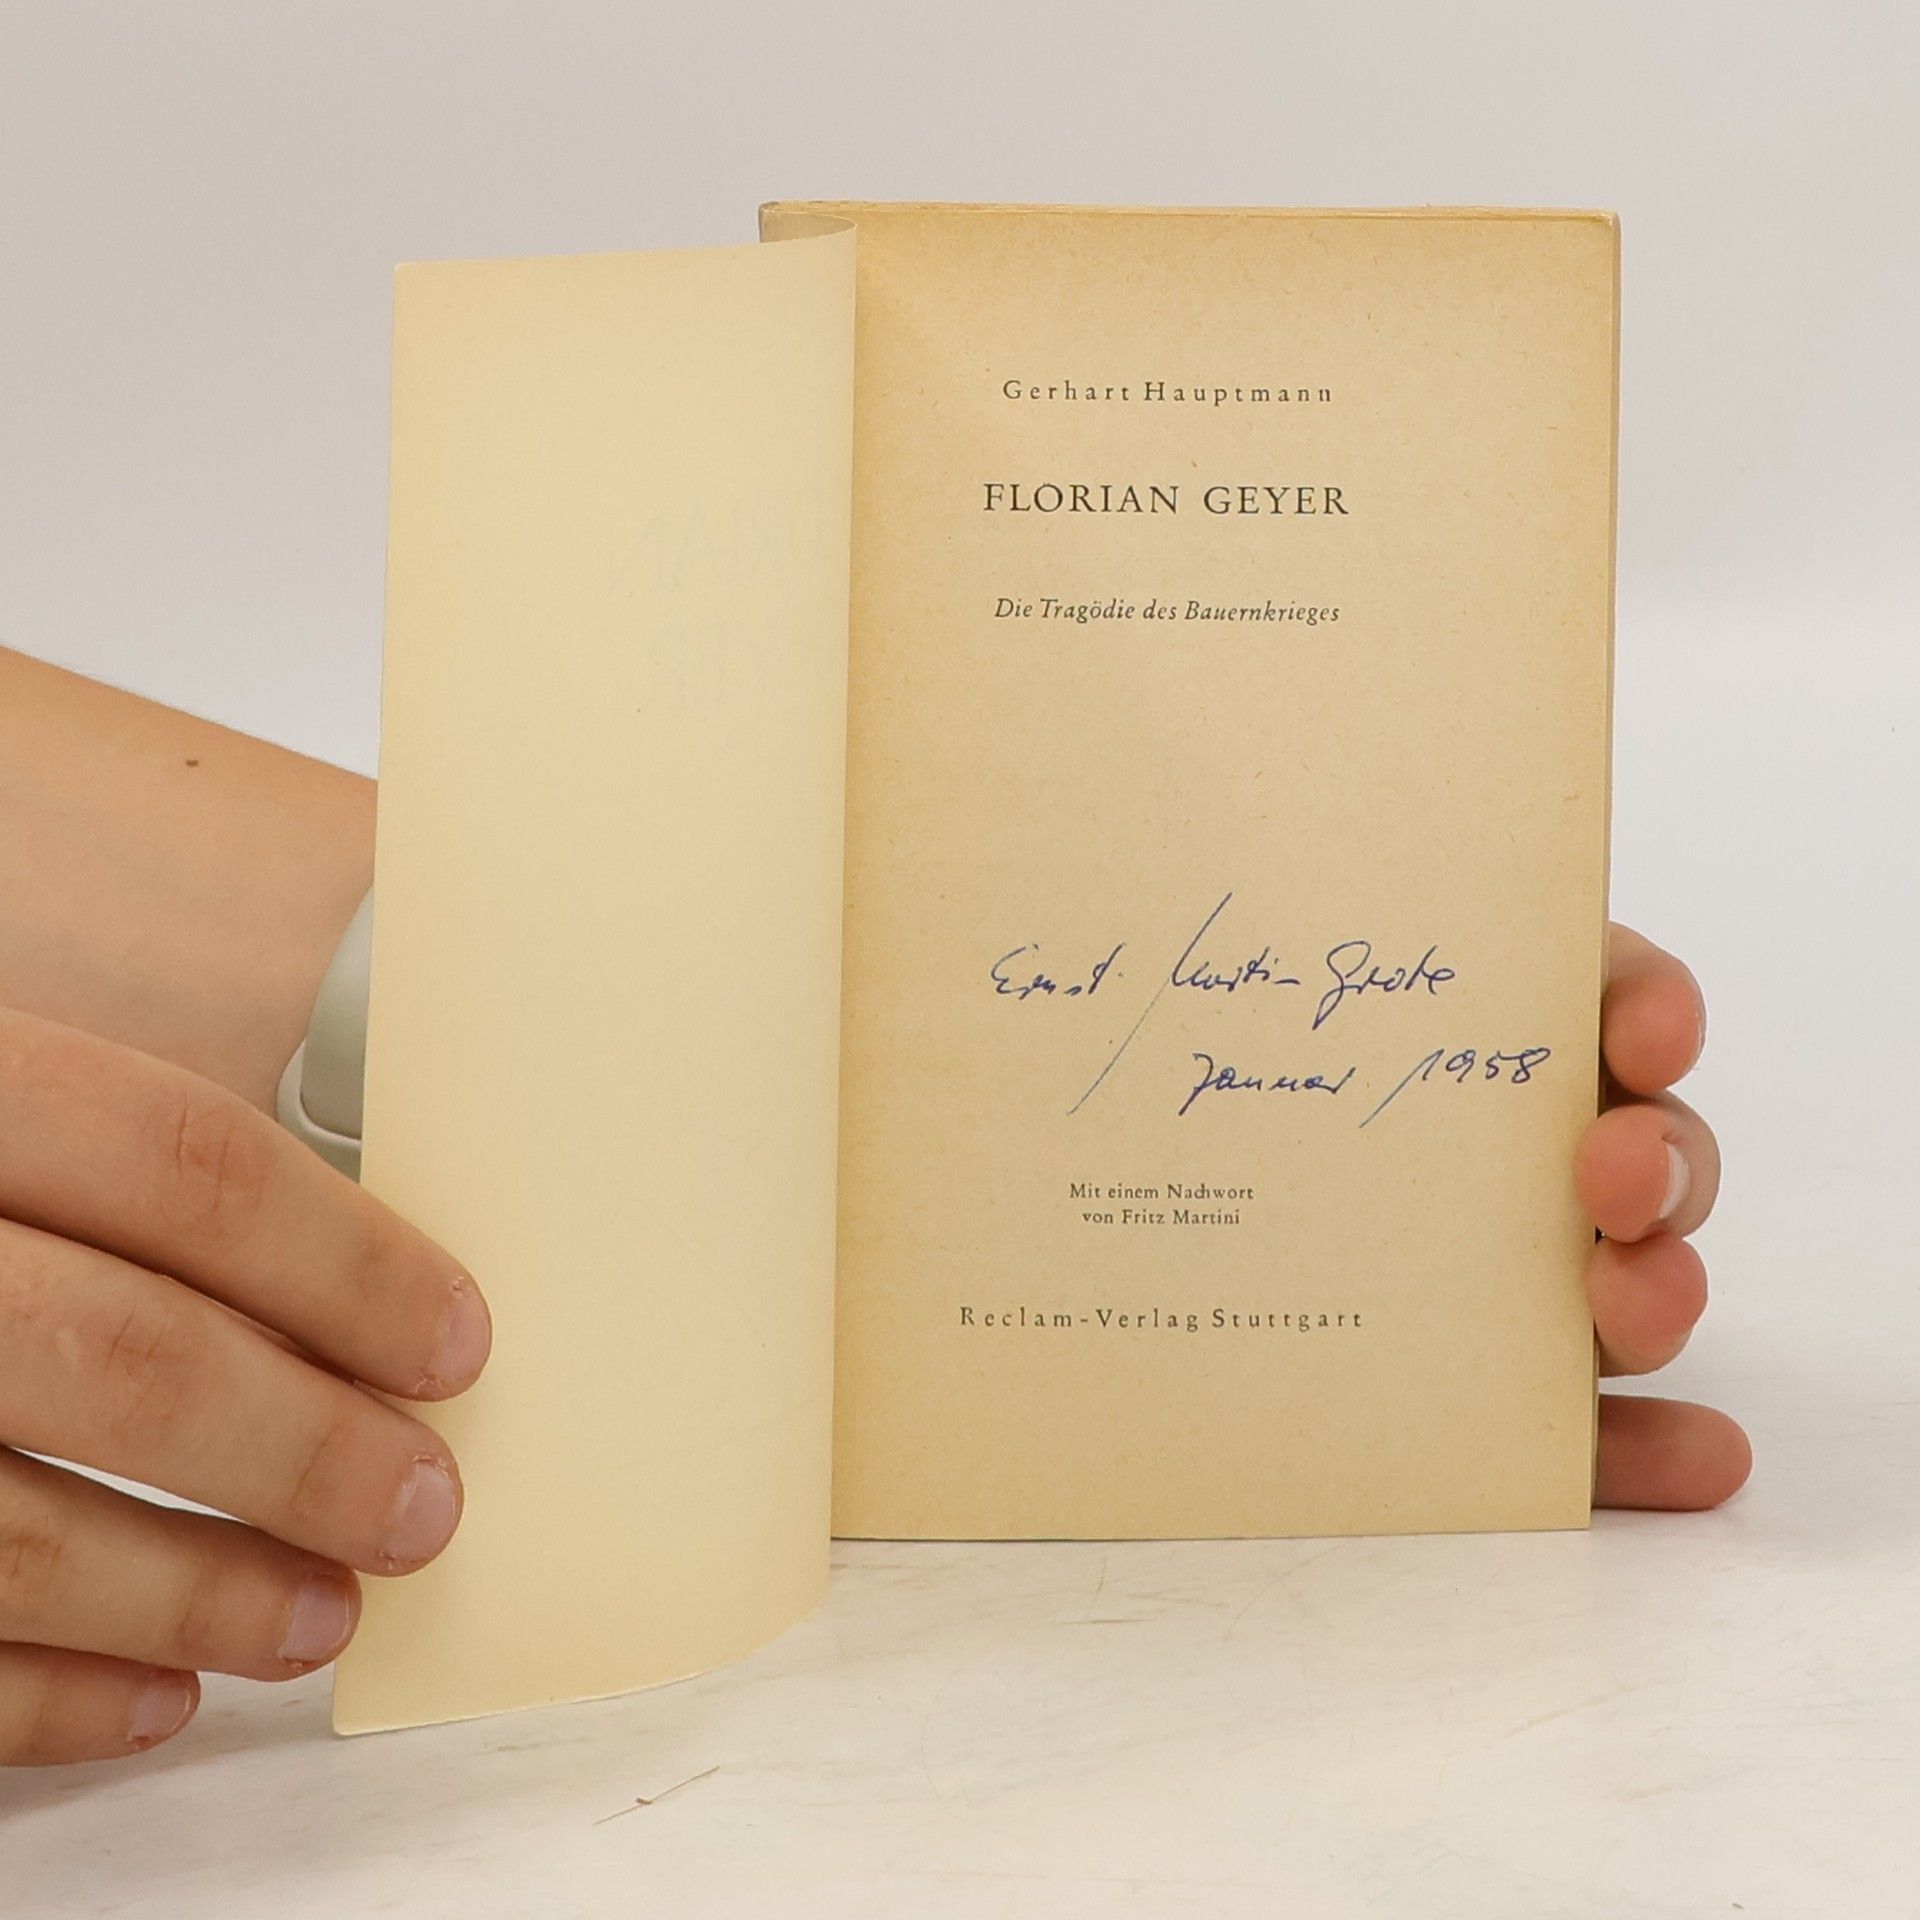 Gerhart Hauptmann
FLORIAN GEYER
Die Tragödie des Bauernkrieges
Ernst Martin Grote
Januar 1958
Mit einem Nachwort
von Fritz Martini
Reclam-Verlag Stuttgart